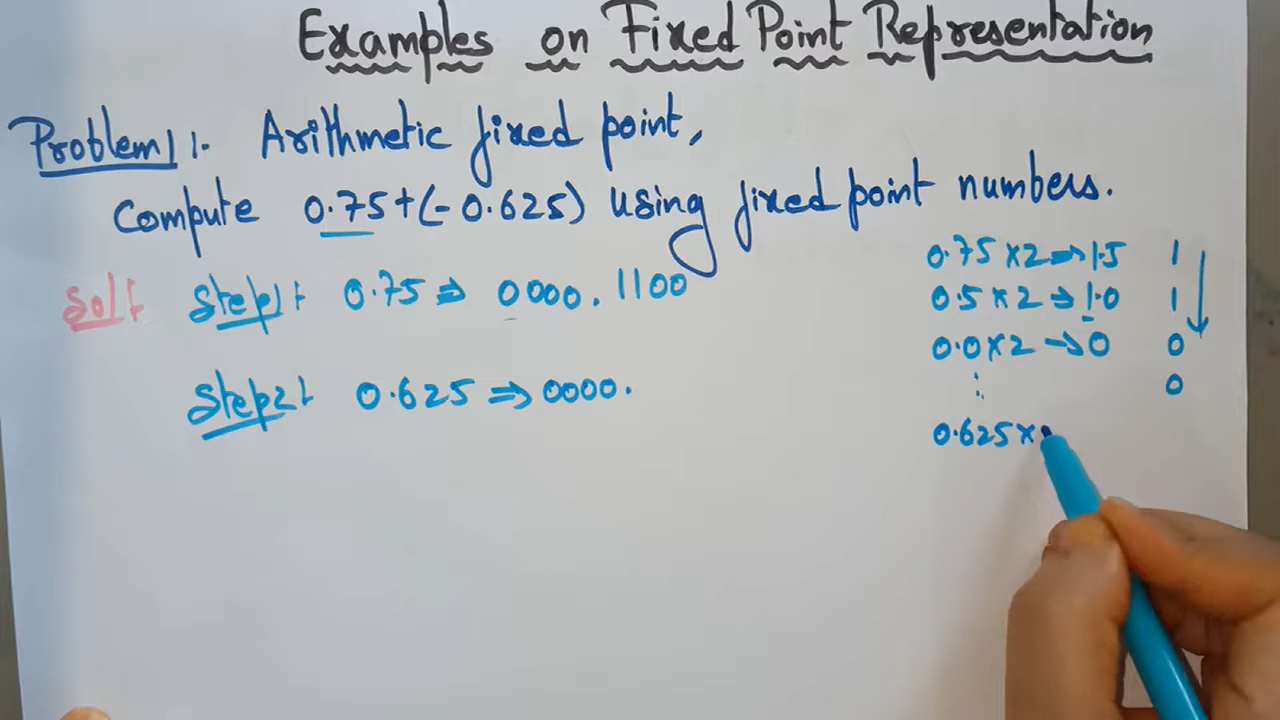 Examples on Fixed Point Representation
Problem 1:. Arithmetic fixed point,
Compute 0.75+(-0.625) using fixed point numbers.
Sol: Step1: 0.75 ⇒ 0000.1100
Step2: 0.625 ⇒ 0000.
0.75×2 ⇒ 1.5 1
0.5×2 → 1.0 1
0.0×2 → 0 0
⋮ 0
0.625×